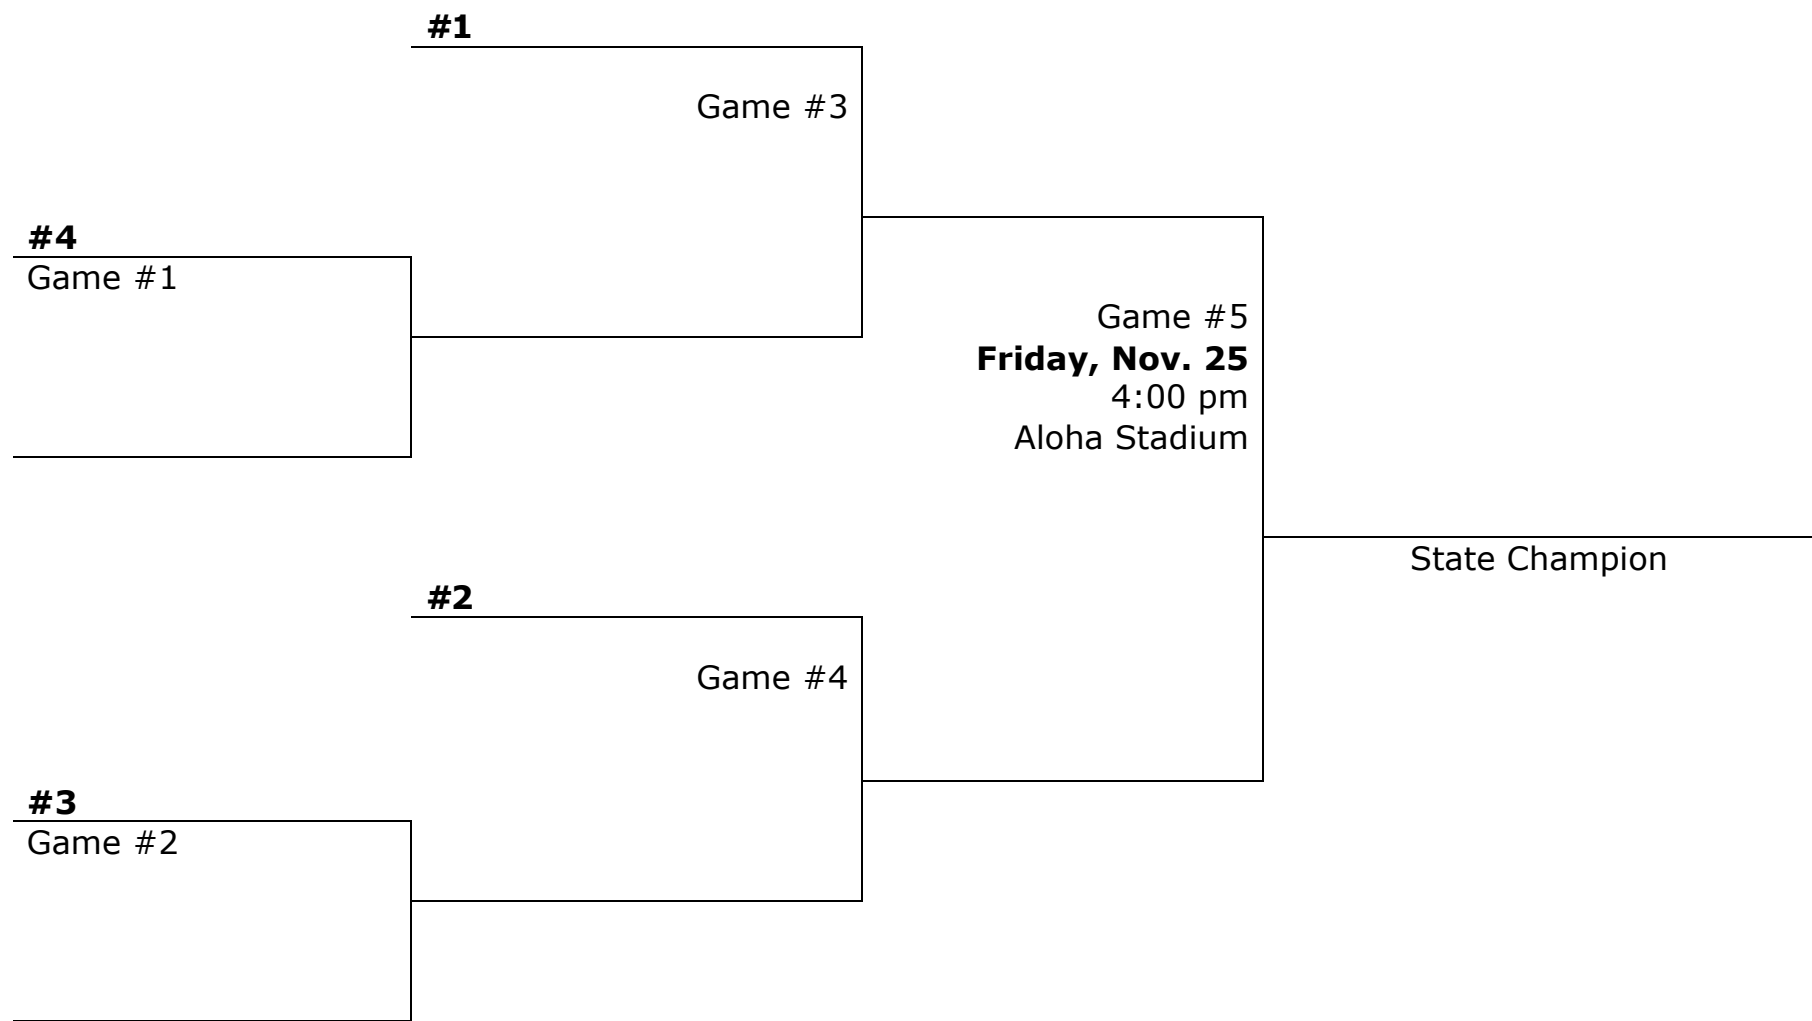 #1
Game #3
#4
Game #1
Game #5
Friday, Nov. 25
4:00 pm
Aloha Stadium
State Champion
#2
Game #4
#3
Game #2